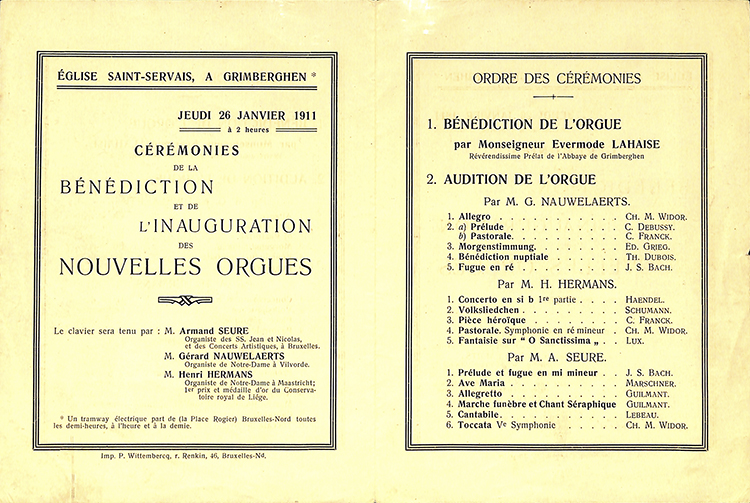 ÉGLISE SAINT-SERVAIS, A GRIMBERGHEN *
JEUDI 26 JANVIER 1911
à 2 heures
CÉRÉMONIES
DE LA
BÉNÉDICTION
ET DE
L'INAUGURATION
DES
NOUVELLES ORGUES
Le clavier sera tenu par : M. Armand SEURE
Organiste des SS. Jean et Nicolas,
et des Concerts Artistiques, à Bruxelles.
M. Gérard NAUWELAERTS
Organiste de Notre-Dame à Vilvorde.
M. Henri HERMANS
Organiste de Notre-Dame à Maastricht;
1er prix et médaille d'or du Conserva-
toire royal de Liége.
* Un tramway électrique part de (la Place Rogier) Bruxelles-Nord toutes
les demi-heures, à l'heure et à la demie.
Imp. P. Wittembercq, r. Renkin, 46, Bruxelles-Nd.
ORDRE DES CÉRÉMONIES
1. BÉNÉDICTION DE L'ORGUE
par Monseigneur Evermode LAHAISE
Révérendissime Prélat de l'Abbaye de Grimberghen
2. AUDITION DE L'ORGUE
Par M. G. NAUWELAERTS.
1. Allegro . . . . . . . . . . . CH. M. WIDOR.
2. a) Prélude . . . . . . . . . C. DEBUSSY.
b) Pastorale. . . . . . . . . C. FRANCK.
3. Morgenstimmung. . . . . . . . ED. GRIEG.
4. Bénédiction nuptiale . . . . . TH. DUBOIS.
5. Fugue en ré . . . . . . . . . J. S. BACH.
Par M. H. HERMANS.
1. Concerto en si b 1re partie . . . . HAENDEL.
2. Volksliedchen . . . . . . . . SCHUMANN.
3. Pièce héroïque . . . . . . . . C. FRANCK.
4. Pastorale. Symphonie en ré mineur . CH. M. WIDOR.
5. Fantaisie sur " O Sanctissima „ . . LUX.
Par M. A. SEURE.
1. Prélude et fugue en mi mineur . . J. S. BACH.
2. Ave Maria . . . . . . . . . . MARSCHNER.
3. Allegretto . . . . . . . . . . GUILMANT.
4. Marche funèbre et Chant Séraphique GUILMANT.
5. Cantabile. . . . . . . . . . . LEBEAU.
6. Toccata Ve Symphonie . . . . . CH. M. WIDOR.